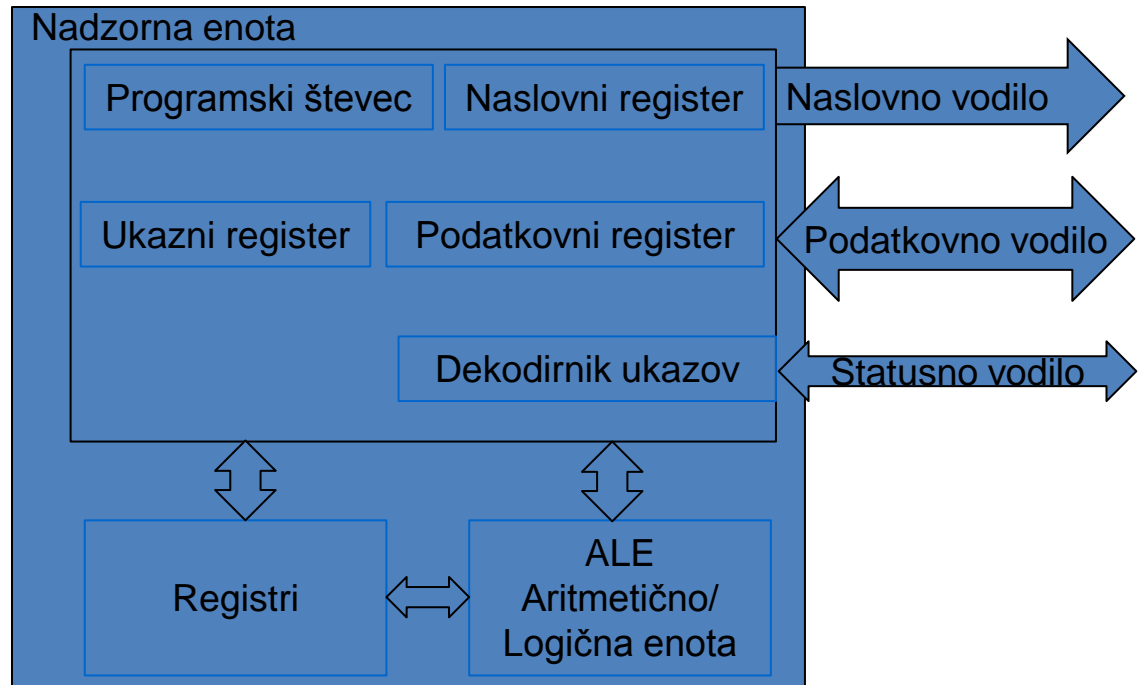 Nadzorna enota
Programski števec
Naslovni register
Naslovno vodilo
Ukazni register
Podatkovni register
Podatkovno vodilo
Dekodirnik ukazov
Statusno vodilo
Registri
ALE
Aritmetično/
Logična enota